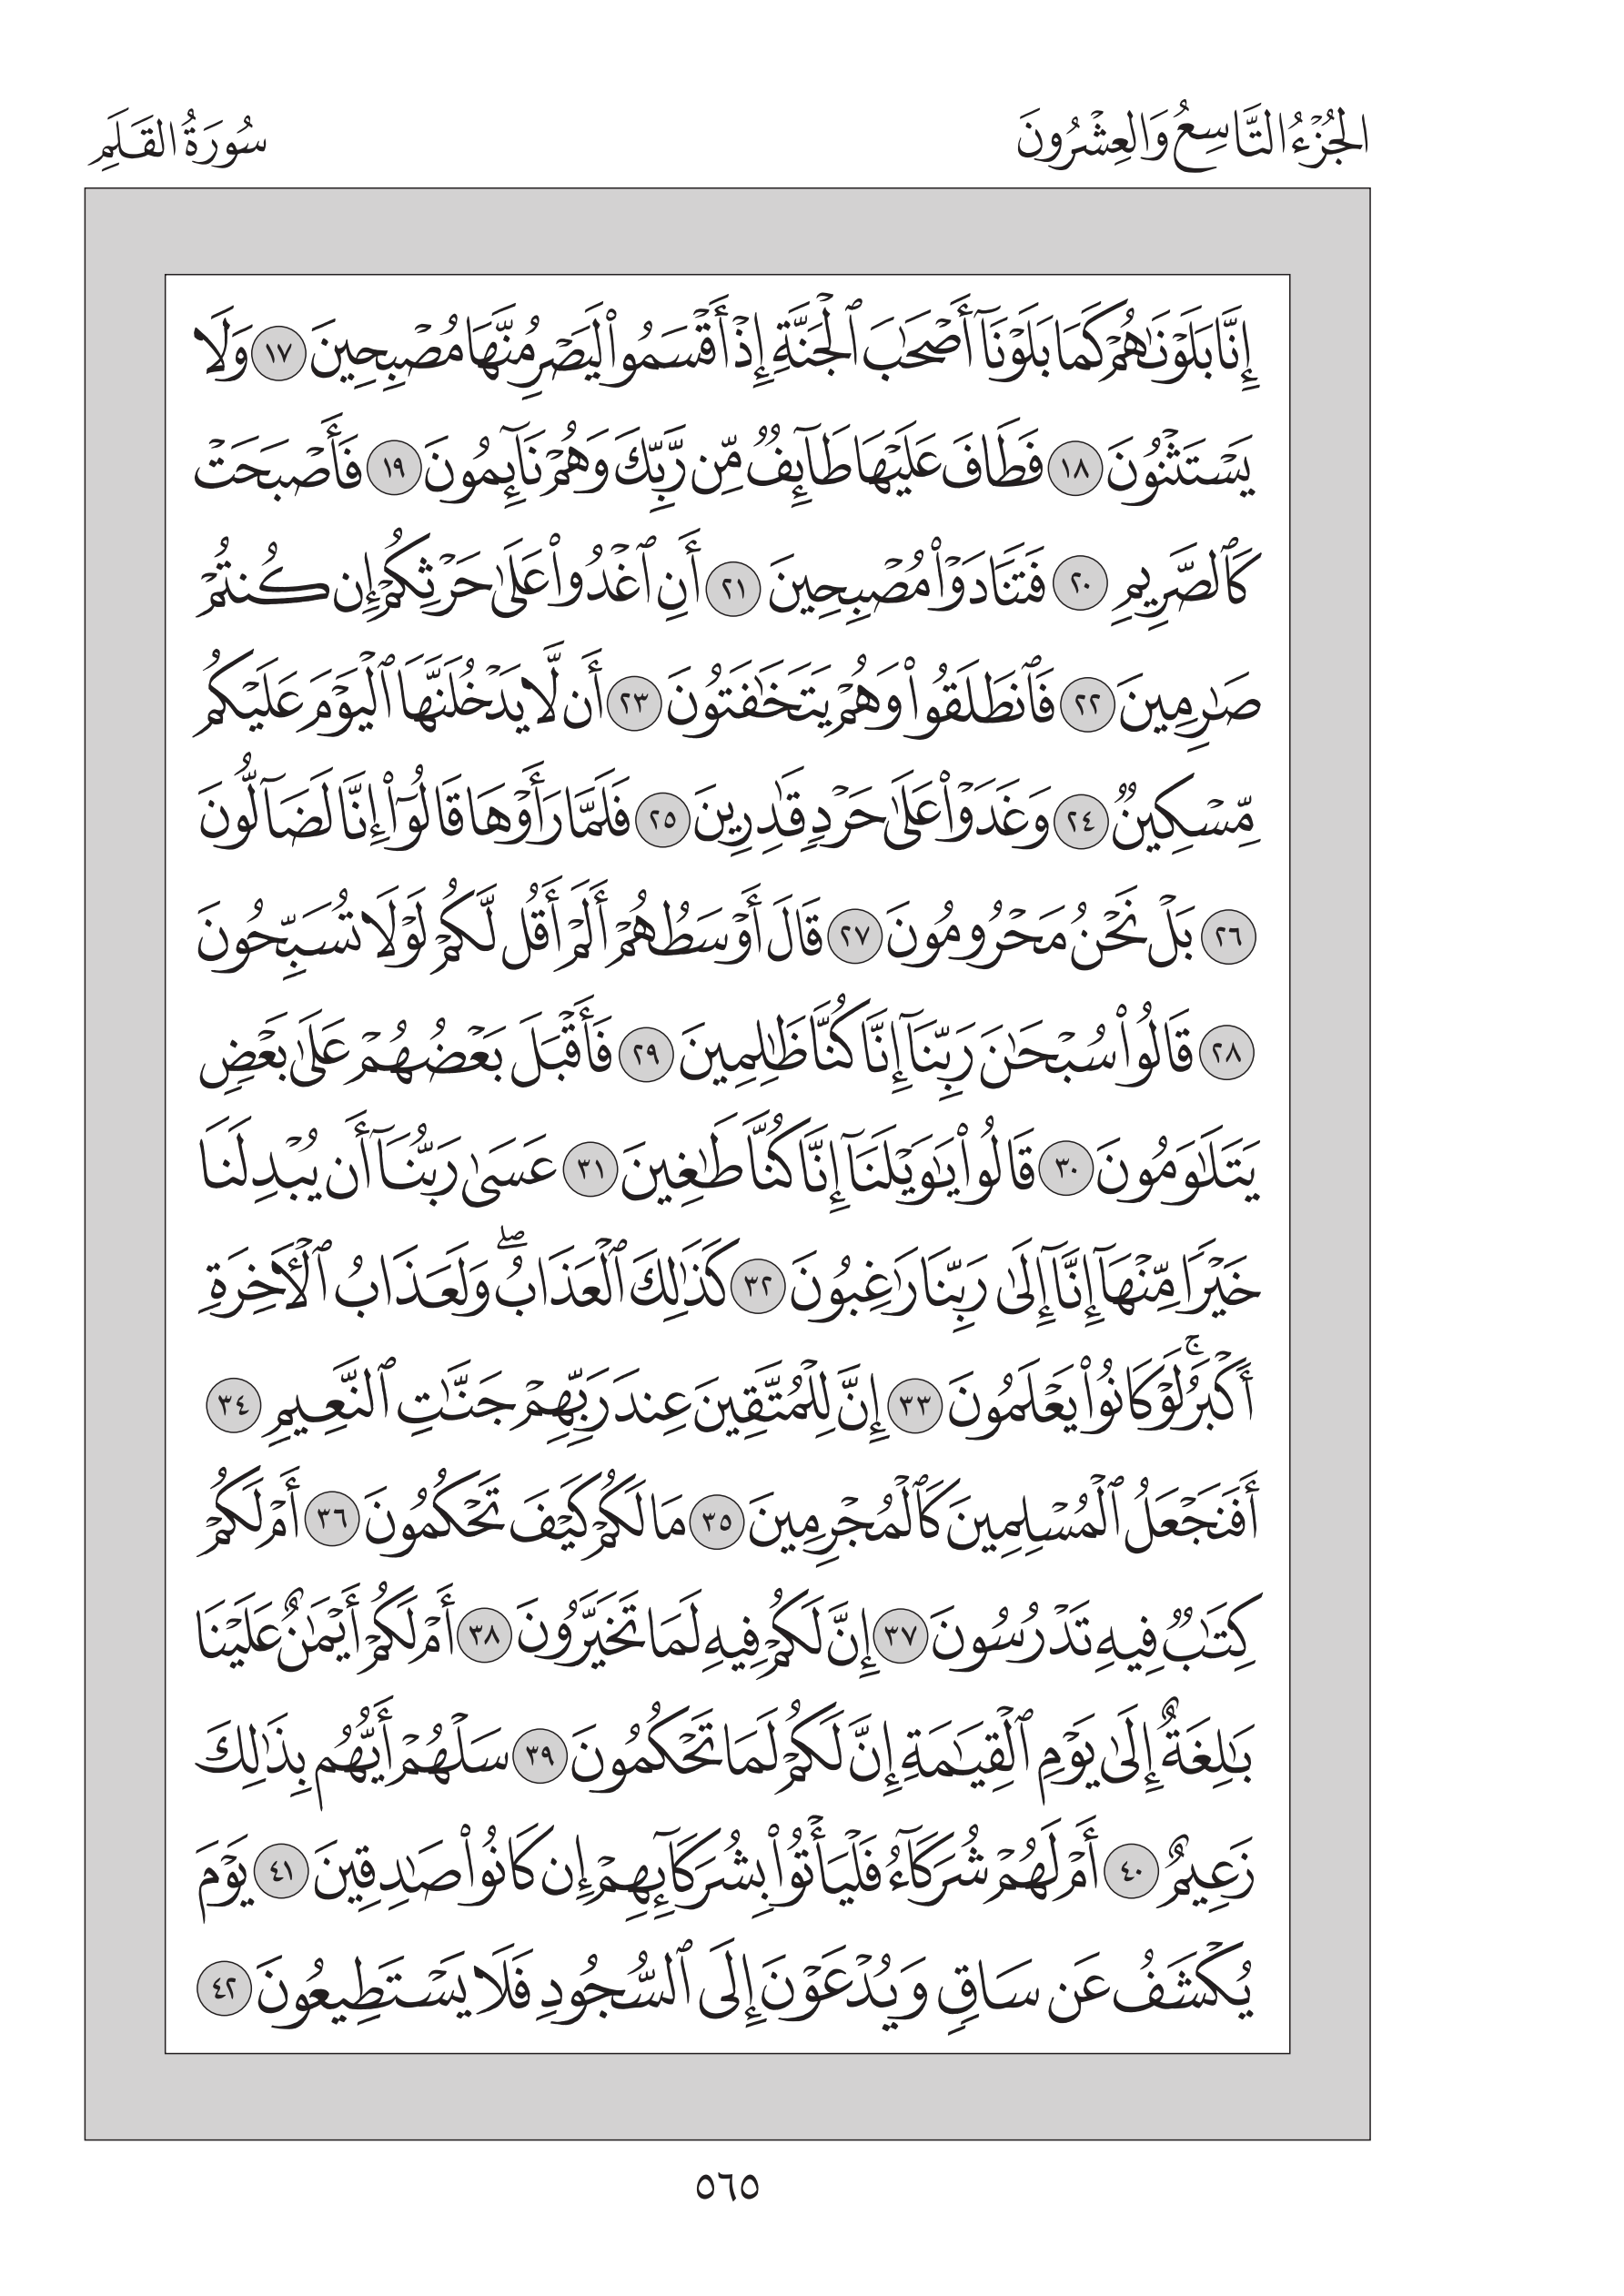 الجُزْءُ التَّاسِعُ وَالعِشْرُونَ
سُورَةُ القَلَمِ
إِنَّا بَلَوْنَٰهُمْ كَمَا بَلَوْنَآ أَصْحَٰبَ ٱلْجَنَّةِ إِذْ أَقْسَمُوا۟ لَيَصْرِمُنَّهَا مُصْبِحِينَ ١٧ وَلَا
يَسْتَثْنُونَ ١٨ فَطَافَ عَلَيْهَا طَآئِفٌ مِّن رَّبِّكَ وَهُمْ نَآئِمُونَ ١٩ فَأَصْبَحَتْ
كَٱلصَّرِيمِ ٢٠ فَتَنَادَوْا۟ مُصْبِحِينَ ٢١ أَنِ ٱغْدُوا۟ عَلَىٰ حَرْثِكُمْ إِن كُنتُمْ
صَٰرِمِينَ ٢٢ فَٱنطَلَقُوا۟ وَهُمْ يَتَخَٰفَتُونَ ٢٣ أَن لَّا يَدْخُلَنَّهَا ٱلْيَوْمَ عَلَيْكُم
مِّسْكِينٌ ٢٤ وَغَدَوْا۟ عَلَىٰ حَرْدٍ قَٰدِرِينَ ٢٥ فَلَمَّا رَأَوْهَا قَالُوٓا۟ إِنَّا لَضَآلُّونَ
٢٦ بَلْ نَحْنُ مَحْرُومُونَ ٢٧ قَالَ أَوْسَطُهُمْ أَلَمْ أَقُل لَّكُمْ لَوْلَا تُسَبِّحُونَ
٢٨ قَالُوا۟ سُبْحَٰنَ رَبِّنَآ إِنَّا كُنَّا ظَٰلِمِينَ ٢٩ فَأَقْبَلَ بَعْضُهُمْ عَلَىٰ بَعْضٍ
يَتَلَٰوَمُونَ ٣٠ قَالُوا۟ يَٰوَيْلَنَآ إِنَّا كُنَّا طَٰغِينَ ٣١ عَسَىٰ رَبُّنَآ أَن يُبْدِلَنَا
خَيْرًا مِّنْهَآ إِنَّآ إِلَىٰ رَبِّنَا رَٰغِبُونَ ٣٢ كَذَٰلِكَ ٱلْعَذَابُ ۖ وَلَعَذَابُ ٱلْءَاخِرَةِ
أَكْبَرُ ۚ لَوْ كَانُوا۟ يَعْلَمُونَ ٣٣ إِنَّ لِلْمُتَّقِينَ عِندَ رَبِّهِمْ جَنَّٰتِ ٱلنَّعِيمِ ٣٤
أَفَنَجْعَلُ ٱلْمُسْلِمِينَ كَٱلْمُجْرِمِينَ ٣٥ مَا لَكُمْ كَيْفَ تَحْكُمُونَ ٣٦ أَمْ لَكُمْ
كِتَٰبٌ فِيهِ تَدْرُسُونَ ٣٧ إِنَّ لَكُمْ فِيهِ لَمَا تَخَيَّرُونَ ٣٨ أَمْ لَكُمْ أَيْمَٰنٌ عَلَيْنَا
بَٰلِغَةٌ إِلَىٰ يَوْمِ ٱلْقِيَٰمَةِ إِنَّ لَكُمْ لَمَا تَحْكُمُونَ ٣٩ سَلْهُمْ أَيُّهُم بِذَٰلِكَ
زَعِيمٌ ٤٠ أَمْ لَهُمْ شُرَكَآءُ فَلْيَأْتُوا۟ بِشُرَكَآئِهِمْ إِن كَانُوا۟ صَٰدِقِينَ ٤١ يَوْمَ
يُكْشَفُ عَن سَاقٍ وَيُدْعَوْنَ إِلَى ٱلسُّجُودِ فَلَا يَسْتَطِيعُونَ ٤٢
٥٦٥